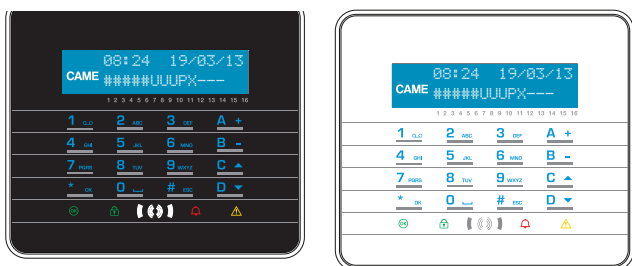 08:24 19/03/13
CAME #####UUUPX---
1 2 3 4 5 6 7 8 9 10 11 12 13 14 15 16
1 2 ABC 3 DEF A +
4 GHI 5 JKL 6 MNO B -
7 PQRS 8 TUV 9 WXYZ C
* OK 0 # ESC D
OK
08:24 19/03/13
CAME #####UUUPX---
1 2 3 4 5 6 7 8 9 10 11 12 13 14 15 16
1 2 ABC 3 DEF A +
4 GHI 5 JKL 6 MNO B -
7 PQRS 8 TUV 9 WXYZ C
* OK 0 # ESC D
OK